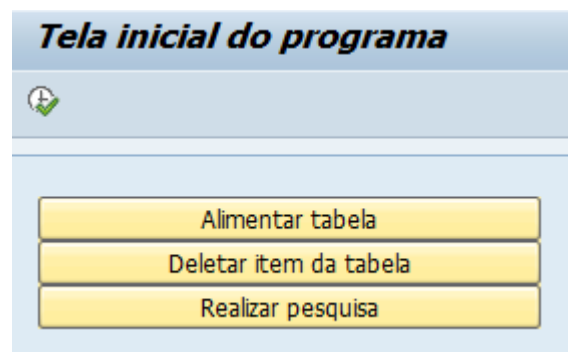 Tela inicial do programa
Alimentar tabela
Deletar item da tabela
Realizar pesquisa